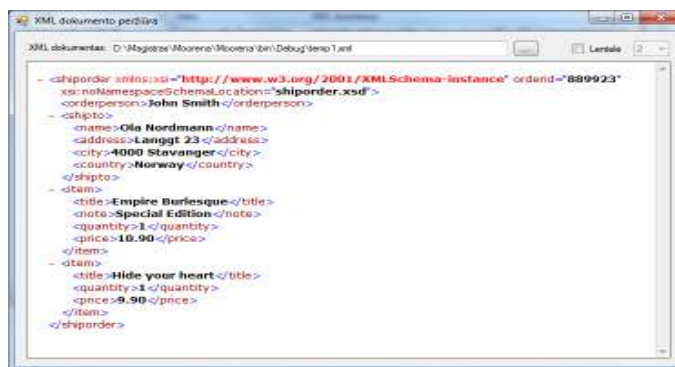 XML dokumento peržiūra
XML dokumentas: D:\Magistras\Moorena\Moorena\bin\Debug\temp1.xml ... Lentelė 2
- <shiporder xmlns:xsi="http://www.w3.org/2001/XMLSchema-instance" orderid="889923"
xsi:noNamespaceSchemaLocation="shiporder.xsd">
<orderperson>John Smith</orderperson>
- <shipto>
<name>Ola Nordmann</name>
<address>Langgt 23</address>
<city>4000 Stavanger</city>
<country>Norway</country>
</shipto>
- <item>
<title>Empire Burlesque</title>
<note>Special Edition</note>
<quantity>1</quantity>
<price>10.90</price>
</item>
- <item>
<title>Hide your heart</title>
<quantity>1</quantity>
<price>9.90</price>
</item>
</shiporder>